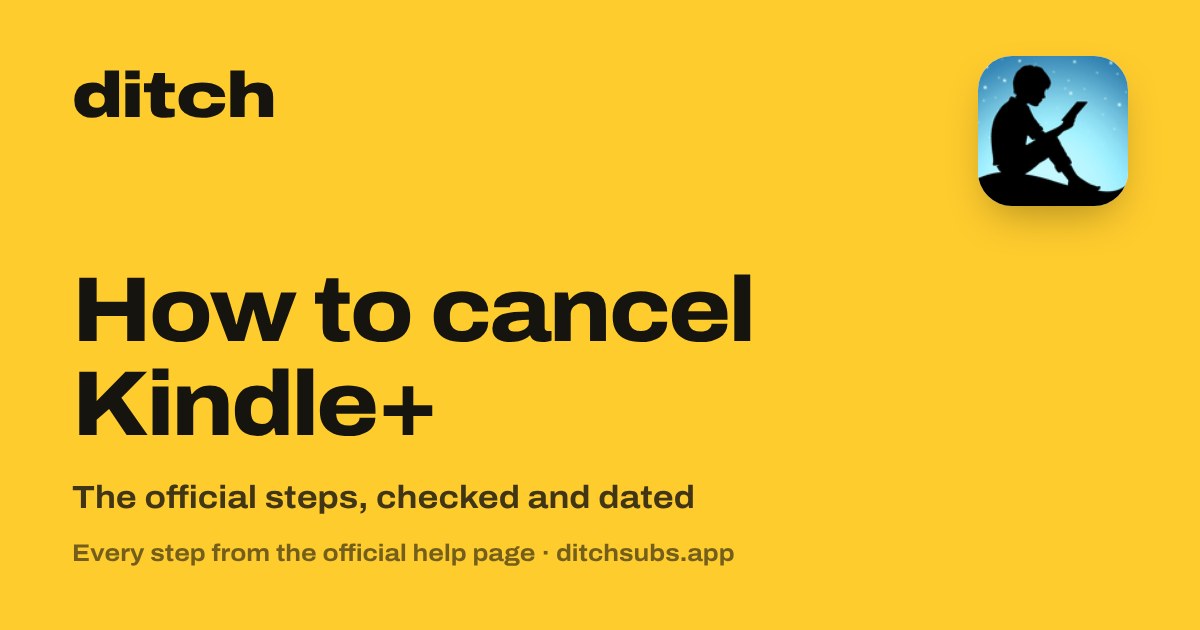 ditch
How to cancel
Kindle+
The official steps, checked and dated
Every step from the official help page · ditchsubs.app